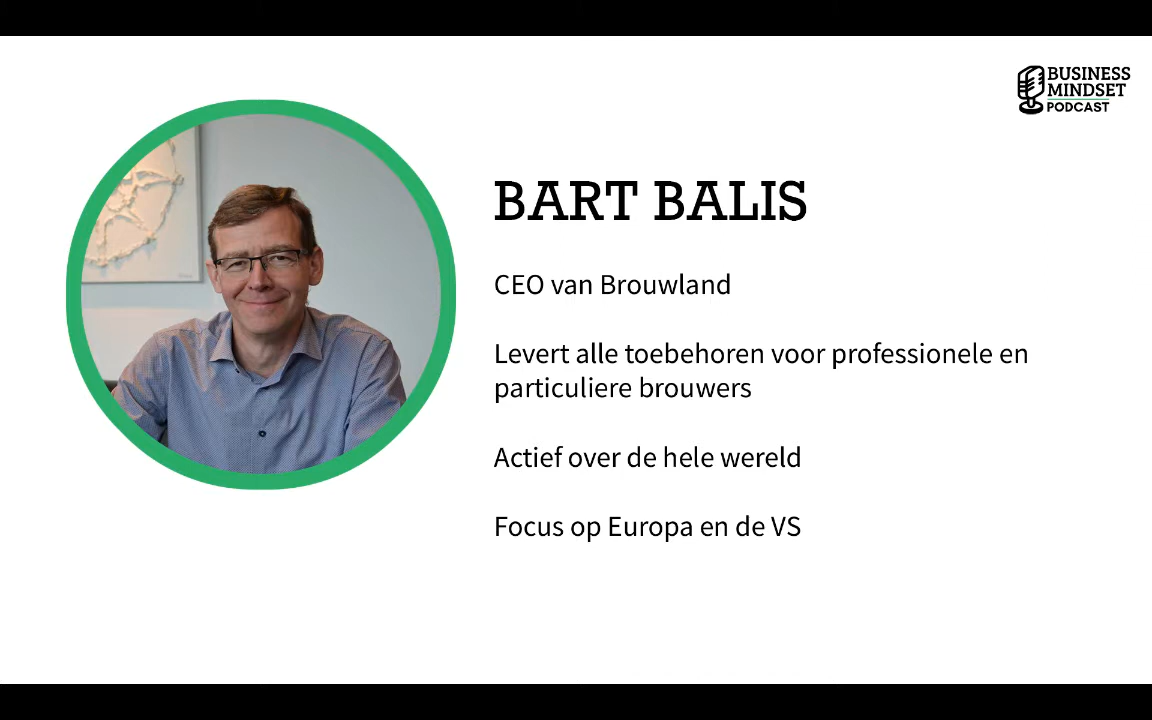 BUSINESS
MINDSET
PODCAST
BART BALIS
CEO van Brouwland
Levert alle toebehoren voor professionele en
particuliere brouwers
Actief over de hele wereld
Focus op Europa en de VS